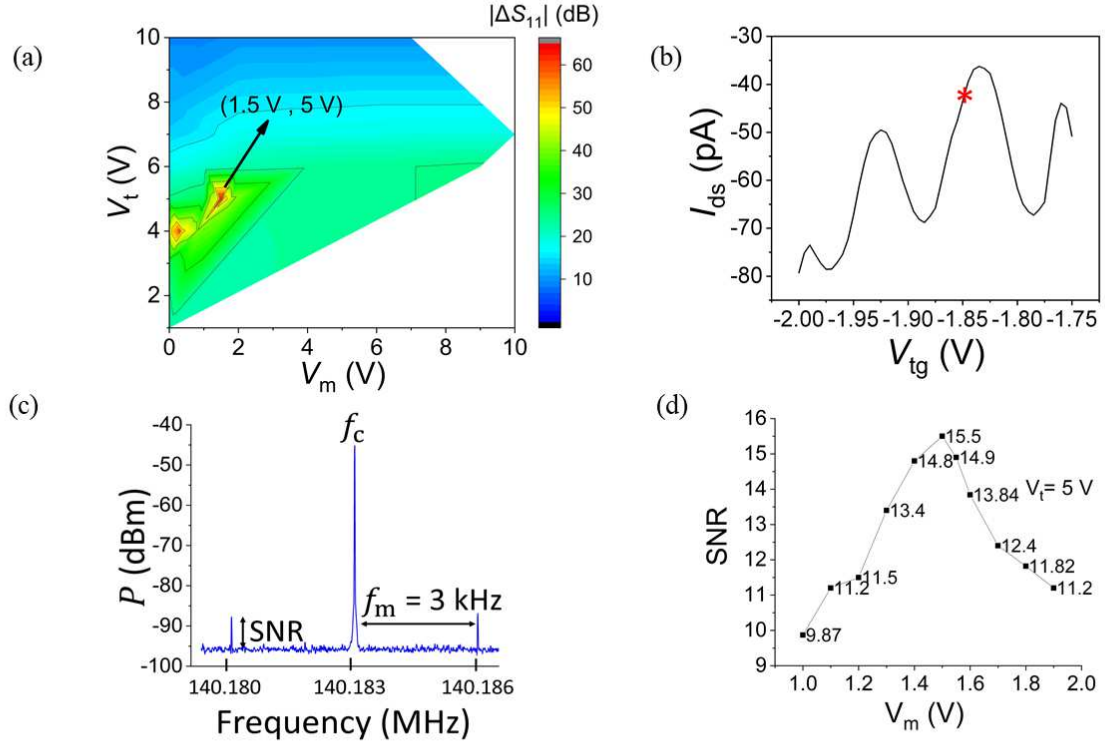 (a)
|ΔS₁₁| (dB)
10
8
6
4
2
Vₜ (V)
(1.5 V , 5 V)
0 2 4 6 8 10
Vₘ (V)
60
50
40
30
20
10
(b)
-30
-40
-50
-60
-70
-80
I_ds (pA)
*
-2.00 -1.95 -1.90 -1.85 -1.80 -1.75
V_tg (V)
(c)
-40
-50
-60
-70
-80
-90
-100
P (dBm)
f_c
f_m = 3 kHz
SNR
140.180 140.183 140.186
Frequency (MHz)
(d)
16
15
14
13
12
11
10
9
SNR
15.5
14.8
14.9
13.84
Vₜ= 5 V
13.4
12.4
11.82
11.5
11.2
11.2
9.87
1.0 1.2 1.4 1.6 1.8 2.0
Vₘ (V)